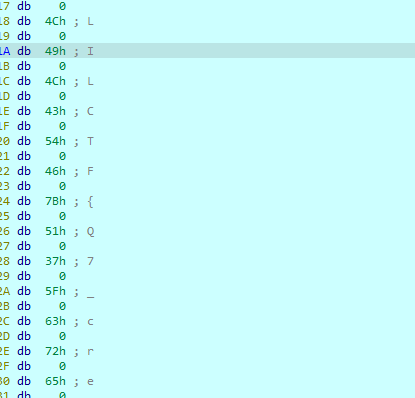 17 db 0
18 db 4Ch ; L
19 db 0
1A db 49h ; I
1B db 0
1C db 4Ch ; L
1D db 0
1E db 43h ; C
1F db 0
20 db 54h ; T
21 db 0
22 db 46h ; F
23 db 0
24 db 7Bh ; {
25 db 0
26 db 51h ; Q
27 db 0
28 db 37h ; 7
29 db 0
2A db 5Fh ; _
2B db 0
2C db 63h ; c
2D db 0
2E db 72h ; r
2F db 0
30 db 65h ; e
31 db 0